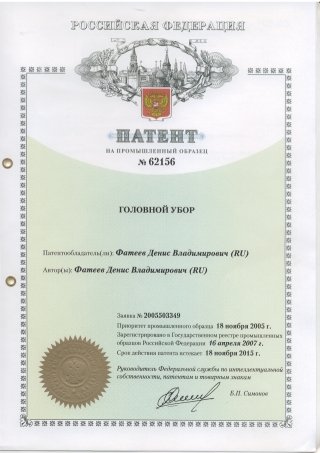 РОССИЙСКАЯ ФЕДЕРАЦИЯ
ПАТЕНТ
НА ПРОМЫШЛЕННЫЙ ОБРАЗЕЦ
№ 62156
ГОЛОВНОЙ УБОР
Патентообладатель(ли): Фатеев Денис Владимирович (RU)
Автор(ы): Фатеев Денис Владимирович (RU)
Заявка № 2005503349
Приоритет промышленного образца 18 ноября 2005 г.
Зарегистрировано в Государственном реестре промышленных
образцов Российской Федерации 16 апреля 2007 г.
Срок действия патента истекает 18 ноября 2015 г.
Руководитель Федеральной службы по интеллектуальной
собственности, патентам и товарным знакам
Б.П. Симонов